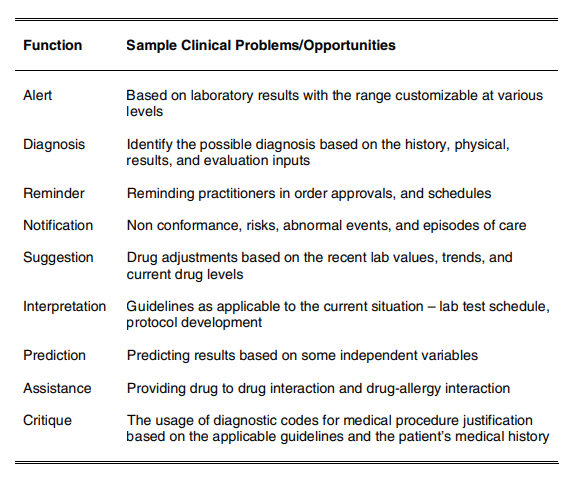 Function Sample Clinical Problems/Opportunities
Alert Based on laboratory results with the range customizable at various
levels
Diagnosis Identify the possible diagnosis based on the history, physical,
results, and evaluation inputs
Reminder Reminding practitioners in order approvals, and schedules
Notification Non conformance, risks, abnormal events, and episodes of care
Suggestion Drug adjustments based on the recent lab values, trends, and
current drug levels
Interpretation Guidelines as applicable to the current situation – lab test schedule,
protocol development
Prediction Predicting results based on some independent variables
Assistance Providing drug to drug interaction and drug-allergy interaction
Critique The usage of diagnostic codes for medical procedure justification
based on the applicable guidelines and the patient's medical history